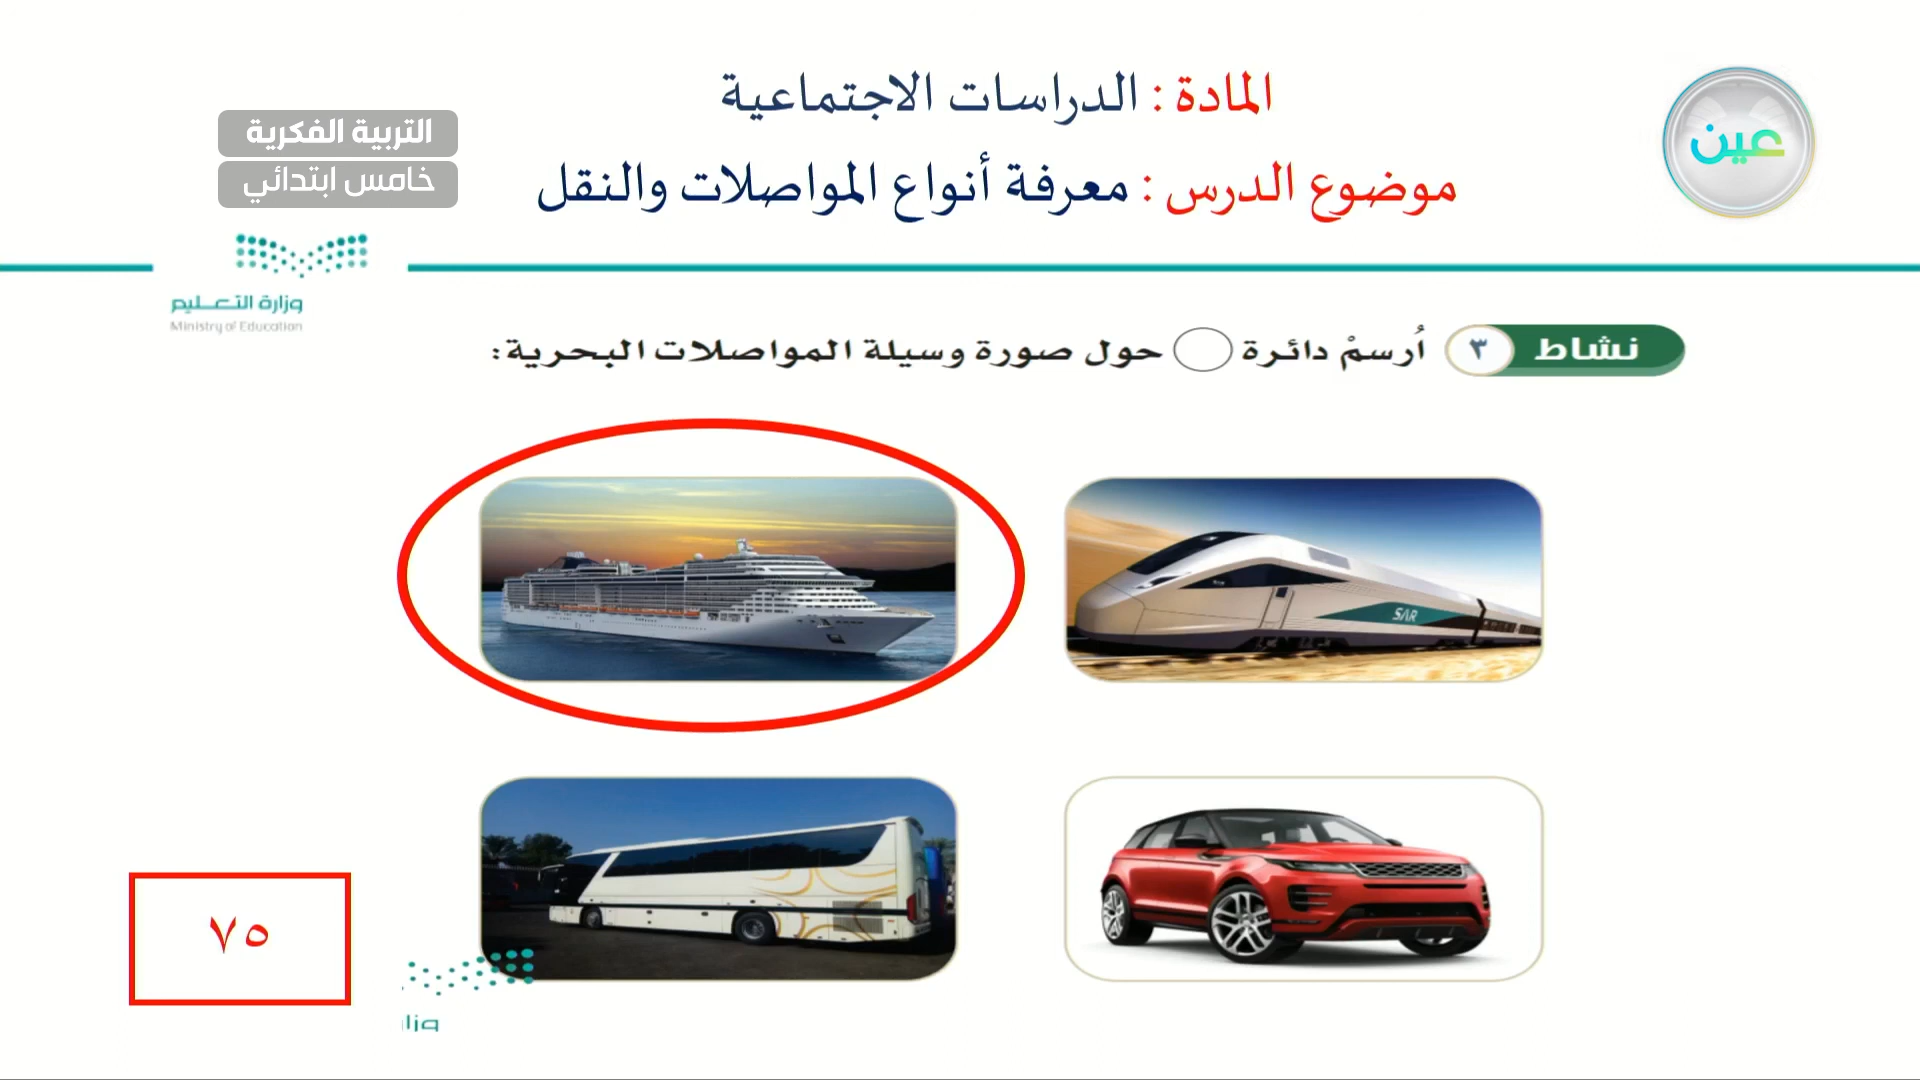 المادة : الدراسات الاجتماعية
موضوع الدرس : معرفة أنواع المواصلات والنقل
عين
التربية الفكرية
خامس ابتدائي
وزارة التعليم
Ministry of Education
نشاط ٣ اُرسمْ دائرة حول صورة وسيلة المواصلات البحرية:
SAR
٧٥
وزا